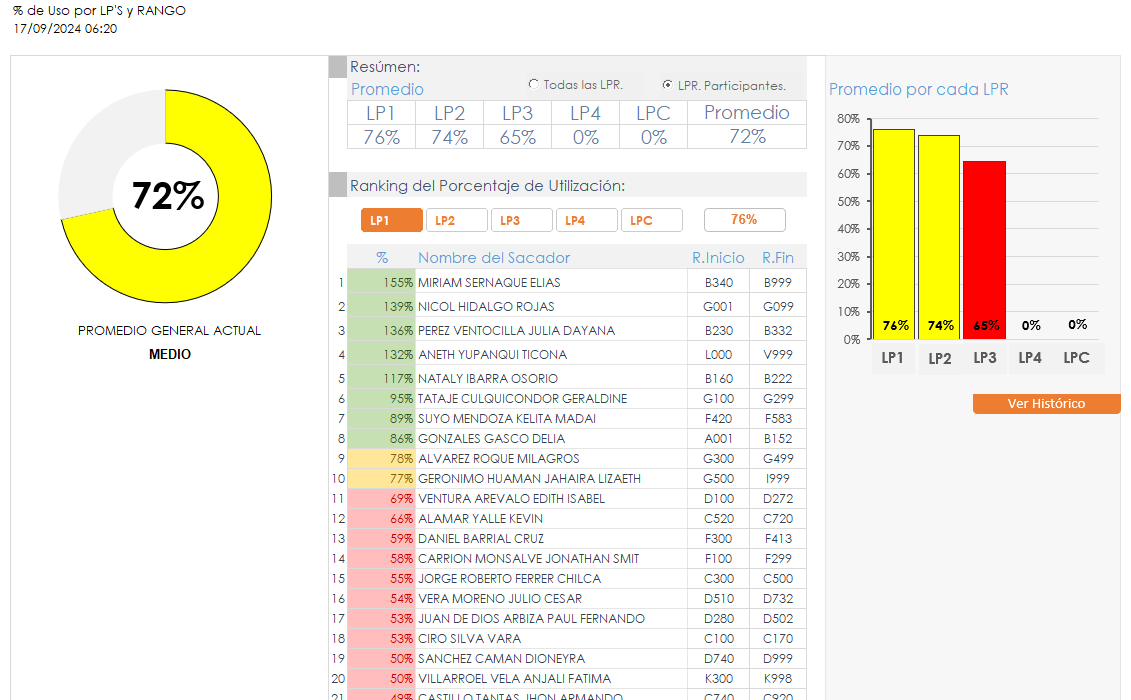 % de Uso por LP'S y RANGO
17/09/2024 06:20
72%
PROMEDIO GENERAL ACTUAL
MEDIO
Resúmen:
Promedio
Todas las LPR.
LPR. Participantes.
LP1 LP2 LP3 LP4 LPC Promedio
76% 74% 65% 0% 0% 72%
Ranking del Porcentaje de Utilización:
LP1 LP2 LP3 LP4 LPC 76%
% Nombre del Sacador R.Inicio R.Fin
1 155% MIRIAM SERNAQUE ELIAS B340 B999
2 139% NICOL HIDALGO ROJAS G001 G099
3 136% PEREZ VENTOCILLA JULIA DAYANA B230 B332
4 132% ANETH YUPANQUI TICONA L000 V999
5 117% NATALY IBARRA OSORIO B160 B222
6 95% TATAJE CULQUICONDOR GERALDINE G100 G299
7 89% SUYO MENDOZA KELITA MADAI F420 F583
8 86% GONZALES GASCO DELIA A001 B152
9 78% ALVAREZ ROQUE MILAGROS G300 G499
10 77% GERONIMO HUAMAN JAHAIRA LIZAETH G500 I999
11 69% VENTURA AREVALO EDITH ISABEL D100 D272
12 66% ALAMAR YALLE KEVIN C520 C720
13 59% DANIEL BARRIAL CRUZ F300 F413
14 58% CARRION MONSALVE JONATHAN SMIT F100 F299
15 55% JORGE ROBERTO FERRER CHILCA C300 C500
16 54% VERA MORENO JULIO CESAR D510 D732
17 53% JUAN DE DIOS ARBIZA PAUL FERNANDO D280 D502
18 53% CIRO SILVA VARA C100 C170
19 50% SANCHEZ CAMAN DIONEYRA D740 D999
20 50% VILLARROEL VELA ANJALI FATIMA K300 K998
21 49% CASTILLO TANTAS JHON ARMANDO C740 C920
Promedio por cada LPR
80%
70%
60%
50%
40%
30%
20%
10%
0%
76% 74% 65% 0% 0%
LP1 LP2 LP3 LP4 LPC
Ver Histórico